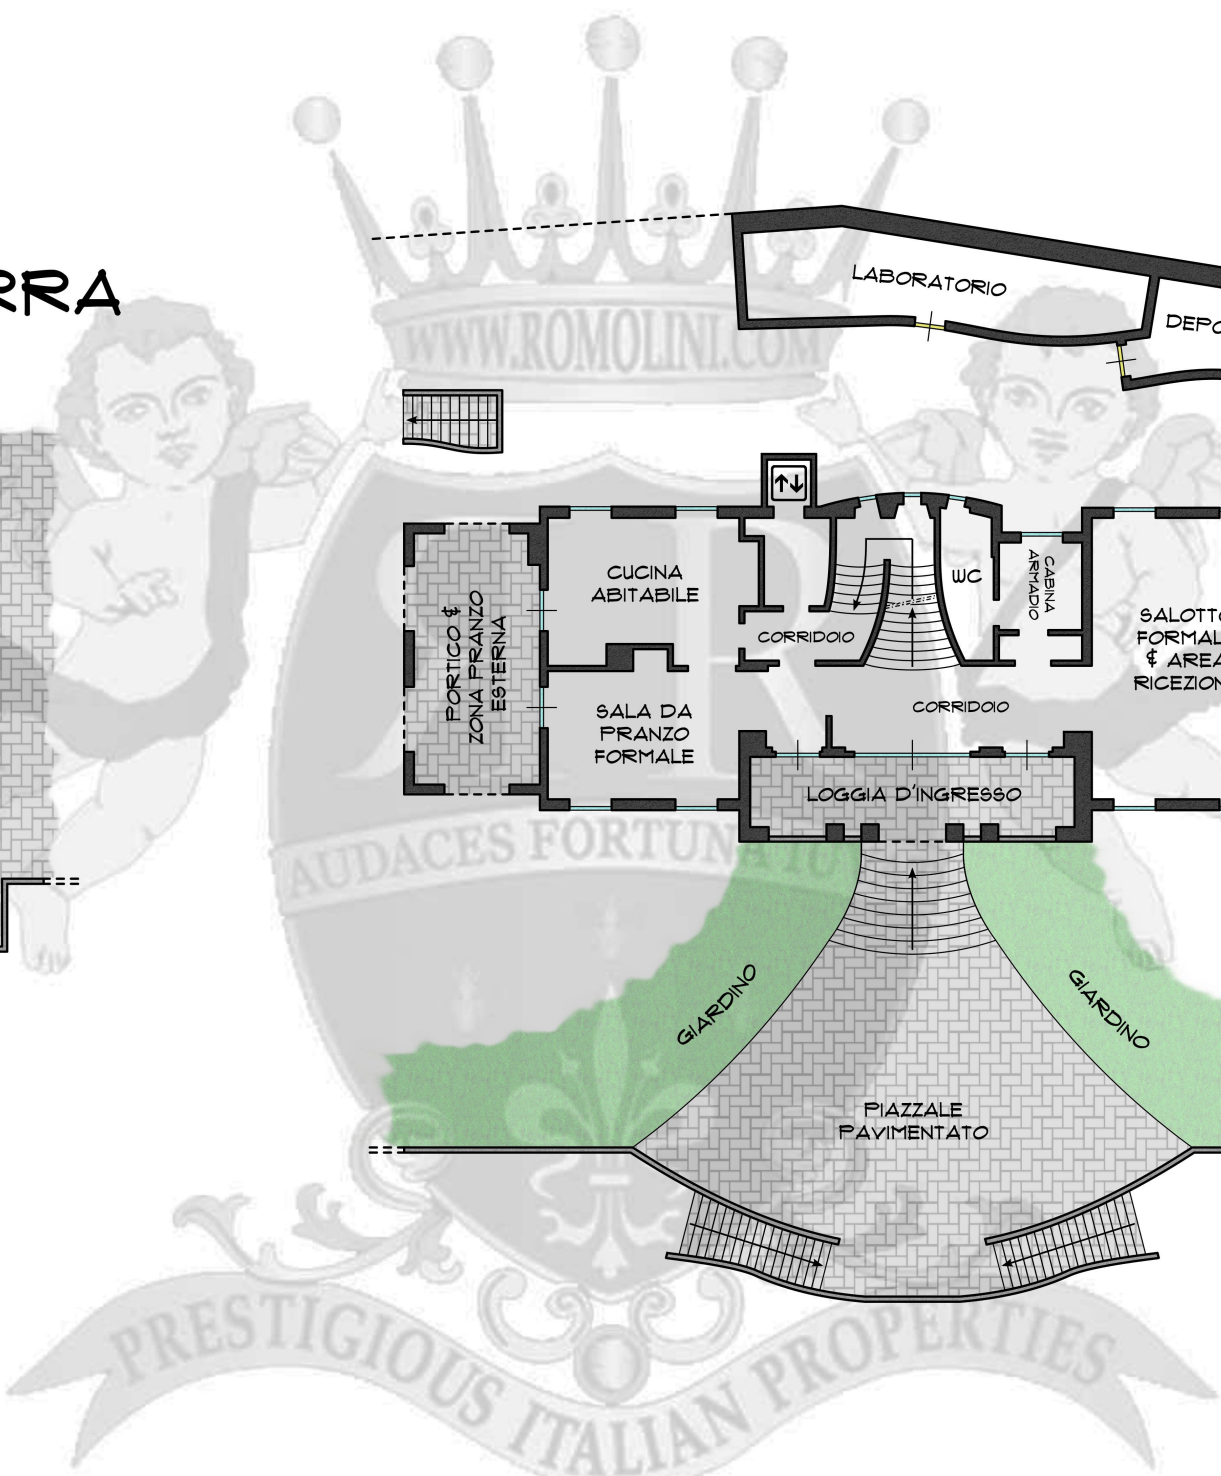 RRA
WWW.ROMOLINI.COM
LABORATORIO
DEPO
CUCINA
ABITABILE
WC
CABINA
ARMADIO
CORRIDOIO
SALOTTO
FORMAL
& AREA
RICEZION
PORTICO &
ZONA PRANZO
ESTERNA
SALA DA
PRANZO
FORMALE
CORRIDOIO
LOGGIA D'INGRESSO
AUDACES FORTUNA IU
GIARDINO
GIARDINO
PIAZZALE
PAVIMENTATO
PRESTIGIOUS ITALIAN PROPERTIES